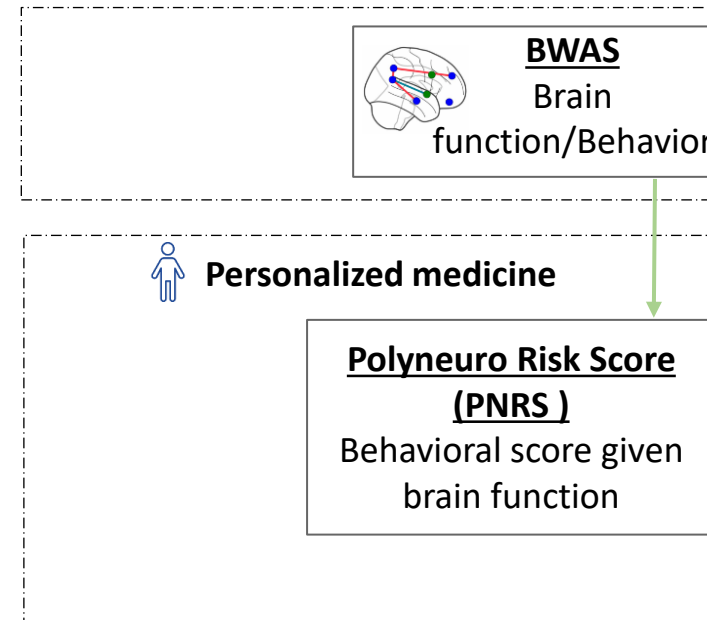 BWAS
Brain
function/Behavior
Personalized medicine
Polyneuro Risk Score
(PNRS )
Behavioral score given
brain function